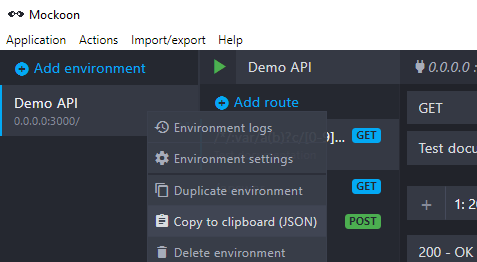 Mockoon
Application Actions Import/export Help
Add environment
Demo API
0.0.0.0:3000/
Demo API
Add route
0.0.0.0 :
GET
GET
GET
POST
Environment logs
Environment settings
Duplicate environment
Copy to clipboard (JSON)
Delete environment
Test docu
1: 20
200 - OK